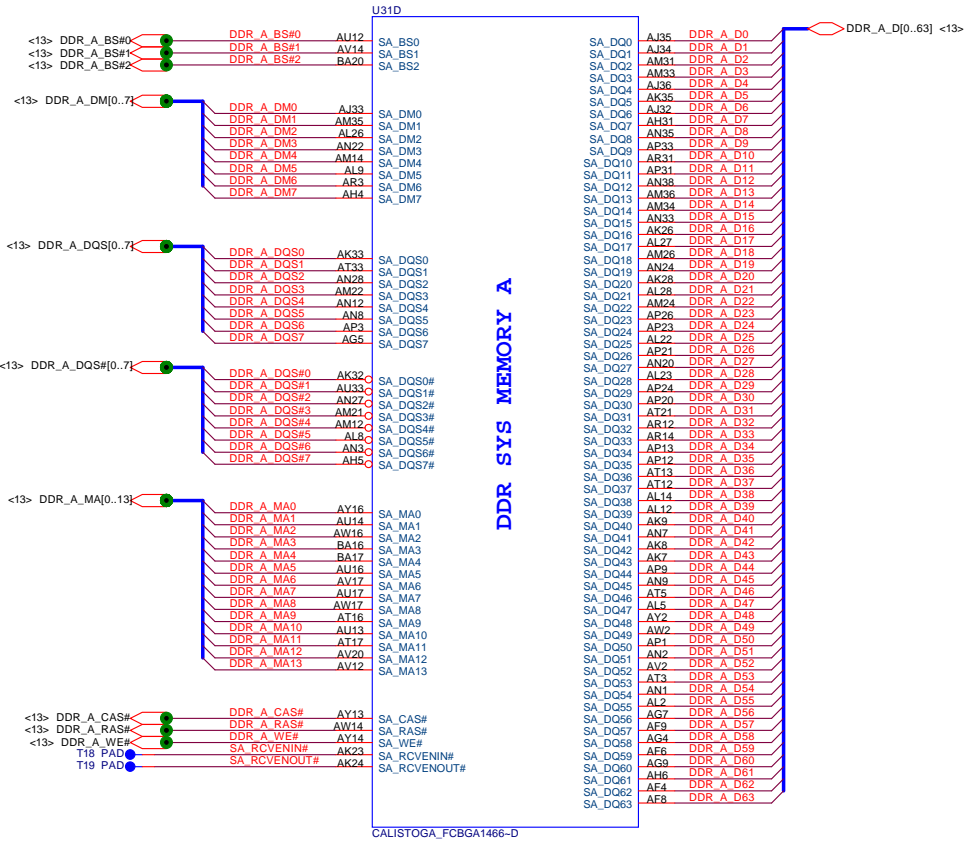 U31D
<13> DDR_A_BS#0 DDR_A_BS#0 AU12 SA_BS0
<13> DDR_A_BS#1 DDR_A_BS#1 AV14 SA_BS1
<13> DDR_A_BS#2 DDR_A_BS#2 BA20 SA_BS2
<13> DDR_A_DM[0..7]
DDR_A_DM0 AJ33 SA_DM0
DDR_A_DM1 AM35 SA_DM1
DDR_A_DM2 AL26 SA_DM2
DDR_A_DM3 AN22 SA_DM3
DDR_A_DM4 AM14 SA_DM4
DDR_A_DM5 AL9 SA_DM5
DDR_A_DM6 AR3 SA_DM6
DDR_A_DM7 AH4 SA_DM7
<13> DDR_A_DQS[0..7]
DDR_A_DQS0 AK33 SA_DQS0
DDR_A_DQS1 AT33 SA_DQS1
DDR_A_DQS2 AN28 SA_DQS2
DDR_A_DQS3 AM22 SA_DQS3
DDR_A_DQS4 AN12 SA_DQS4
DDR_A_DQS5 AN8 SA_DQS5
DDR_A_DQS6 AP3 SA_DQS6
DDR_A_DQS7 AG5 SA_DQS7
<13> DDR_A_DQS#[0..7]
DDR_A_DQS#0 AK32 SA_DQS0#
DDR_A_DQS#1 AU33 SA_DQS1#
DDR_A_DQS#2 AN27 SA_DQS2#
DDR_A_DQS#3 AM21 SA_DQS3#
DDR_A_DQS#4 AM12 SA_DQS4#
DDR_A_DQS#5 AL8 SA_DQS5#
DDR_A_DQS#6 AN3 SA_DQS6#
DDR_A_DQS#7 AH5 SA_DQS7#
<13> DDR_A_MA[0..13]
DDR_A_MA0 AY16 SA_MA0
DDR_A_MA1 AU14 SA_MA1
DDR_A_MA2 AW16 SA_MA2
DDR_A_MA3 BA16 SA_MA3
DDR_A_MA4 BA17 SA_MA4
DDR_A_MA5 AU16 SA_MA5
DDR_A_MA6 AV17 SA_MA6
DDR_A_MA7 AU17 SA_MA7
DDR_A_MA8 AW17 SA_MA8
DDR_A_MA9 AT16 SA_MA9
DDR_A_MA10 AU13 SA_MA10
DDR_A_MA11 AT17 SA_MA11
DDR_A_MA12 AV20 SA_MA12
DDR_A_MA13 AV12 SA_MA13
<13> DDR_A_CAS# DDR_A_CAS# AY13 SA_CAS#
<13> DDR_A_RAS# DDR_A_RAS# AW14 SA_RAS#
<13> DDR_A_WE# DDR_A_WE# AY14 SA_WE#
T18 PAD SA_RCVENIN# AK23 SA_RCVENIN#
T19 PAD SA_RCVENOUT# AK24 SA_RCVENOUT#
DDR SYS MEMORY A
DDR_A_D[0..63] <13>
SA_DQ0 AJ35 DDR_A_D0
SA_DQ1 AJ34 DDR_A_D1
SA_DQ2 AM31 DDR_A_D2
SA_DQ3 AM33 DDR_A_D3
SA_DQ4 AJ36 DDR_A_D4
SA_DQ5 AK35 DDR_A_D5
SA_DQ6 AJ32 DDR_A_D6
SA_DQ7 AH31 DDR_A_D7
SA_DQ8 AN35 DDR_A_D8
SA_DQ9 AP33 DDR_A_D9
SA_DQ10 AR31 DDR_A_D10
SA_DQ11 AP31 DDR_A_D11
SA_DQ12 AN38 DDR_A_D12
SA_DQ13 AM36 DDR_A_D13
SA_DQ14 AM34 DDR_A_D14
SA_DQ15 AN33 DDR_A_D15
SA_DQ16 AK26 DDR_A_D16
SA_DQ17 AL27 DDR_A_D17
SA_DQ18 AM26 DDR_A_D18
SA_DQ19 AN24 DDR_A_D19
SA_DQ20 AK28 DDR_A_D20
SA_DQ21 AL28 DDR_A_D21
SA_DQ22 AM24 DDR_A_D22
SA_DQ23 AP26 DDR_A_D23
SA_DQ24 AP23 DDR_A_D24
SA_DQ25 AL22 DDR_A_D25
SA_DQ26 AP21 DDR_A_D26
SA_DQ27 AN20 DDR_A_D27
SA_DQ28 AL23 DDR_A_D28
SA_DQ29 AP24 DDR_A_D29
SA_DQ30 AP20 DDR_A_D30
SA_DQ31 AT21 DDR_A_D31
SA_DQ32 AR12 DDR_A_D32
SA_DQ33 AR14 DDR_A_D33
SA_DQ34 AP13 DDR_A_D34
SA_DQ35 AP12 DDR_A_D35
SA_DQ36 AT13 DDR_A_D36
SA_DQ37 AT12 DDR_A_D37
SA_DQ38 AL14 DDR_A_D38
SA_DQ39 AL12 DDR_A_D39
SA_DQ40 AK9 DDR_A_D40
SA_DQ41 AN7 DDR_A_D41
SA_DQ42 AK8 DDR_A_D42
SA_DQ43 AK7 DDR_A_D43
SA_DQ44 AP9 DDR_A_D44
SA_DQ45 AN9 DDR_A_D45
SA_DQ46 AT5 DDR_A_D46
SA_DQ47 AL5 DDR_A_D47
SA_DQ48 AY2 DDR_A_D48
SA_DQ49 AW2 DDR_A_D49
SA_DQ50 AP1 DDR_A_D50
SA_DQ51 AN2 DDR_A_D51
SA_DQ52 AV2 DDR_A_D52
SA_DQ53 AT3 DDR_A_D53
SA_DQ54 AN1 DDR_A_D54
SA_DQ55 AL2 DDR_A_D55
SA_DQ56 AG7 DDR_A_D56
SA_DQ57 AF9 DDR_A_D57
SA_DQ58 AG4 DDR_A_D58
SA_DQ59 AF6 DDR_A_D59
SA_DQ60 AG9 DDR_A_D60
SA_DQ61 AH6 DDR_A_D61
SA_DQ62 AF4 DDR_A_D62
SA_DQ63 AF8 DDR_A_D63
CALISTOGA_FCBGA1466~D